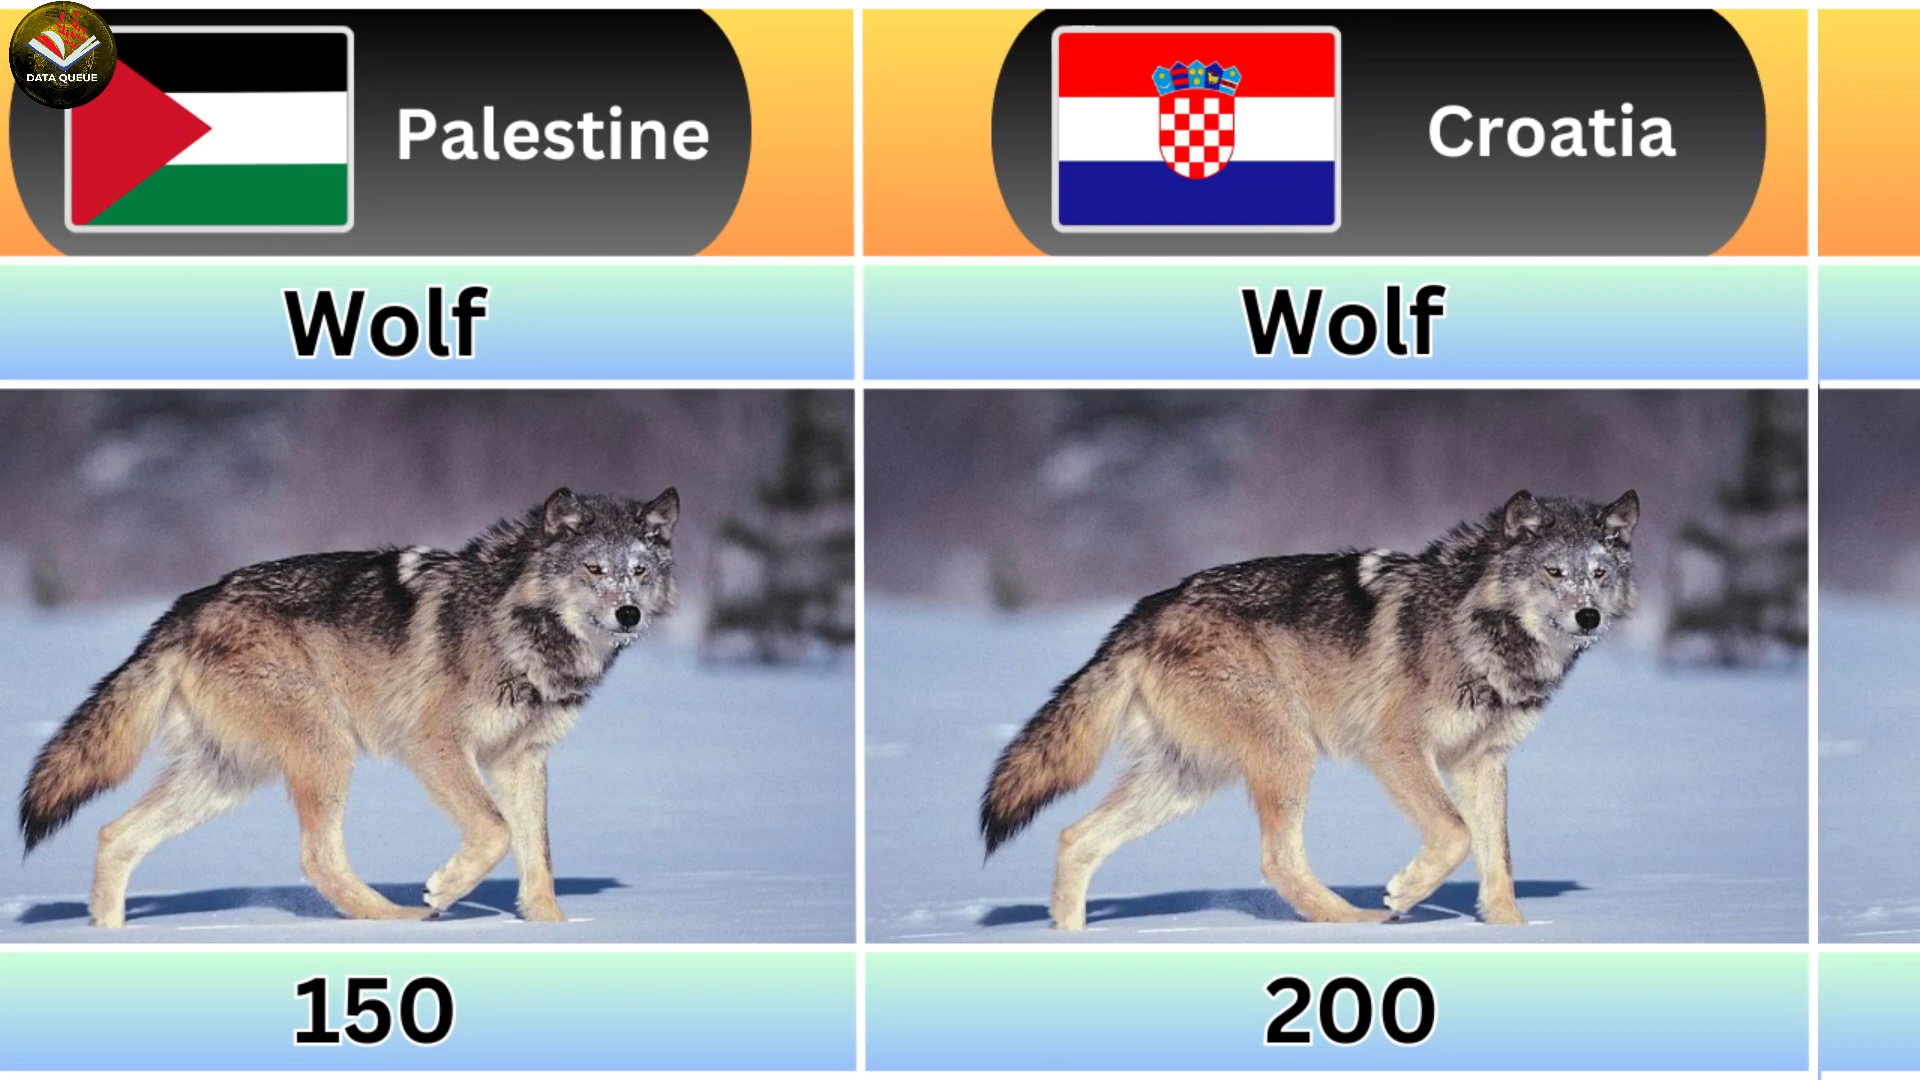 DATA QUEUE
Palestine
Croatia
Wolf
Wolf
150
200